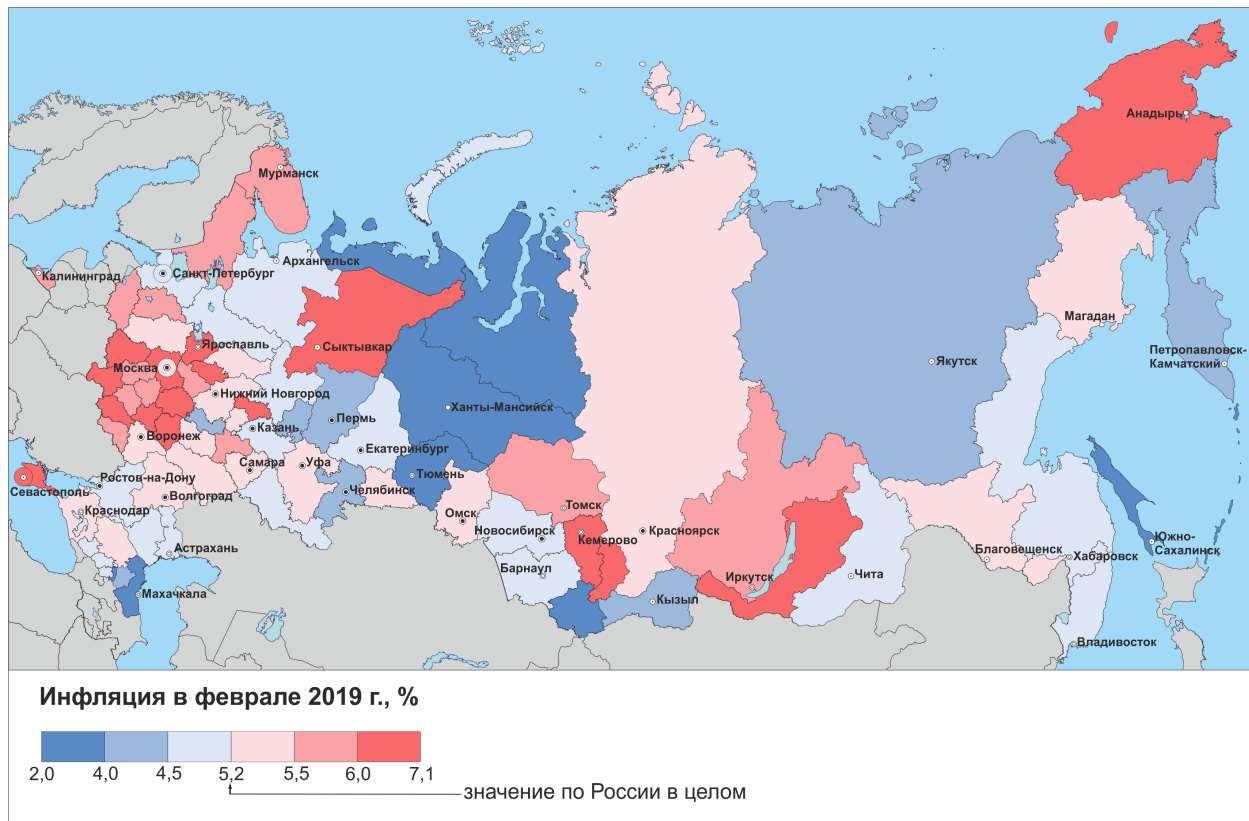 Анадырь
Мурманск
Архангельск
Санкт-Петербург
Калининград
Магадан
Ярославль
Сыктывкар
Петропавловск-
Камчатский
Якутск
Москва
Нижний Новгород
Ханты-Мансийск
Пермь
Казань
Воронеж
Екатеринбург
Самара
Уфа
Тюмень
Ростов-на-Дону
Севастополь
Челябинск
Волгоград
Краснодар
Омск
Томск
Новосибирск
Красноярск
Кемерово
Южно-
Сахалинск
Астрахань
Благовещенск
Хабаровск
Барнаул
Иркутск
Чита
Махачкала
Кызыл
Владивосток
Инфляция в феврале 2019 г., %
2,0 4,0 4,5 5,2 5,5 6,0 7,1
значение по России в целом